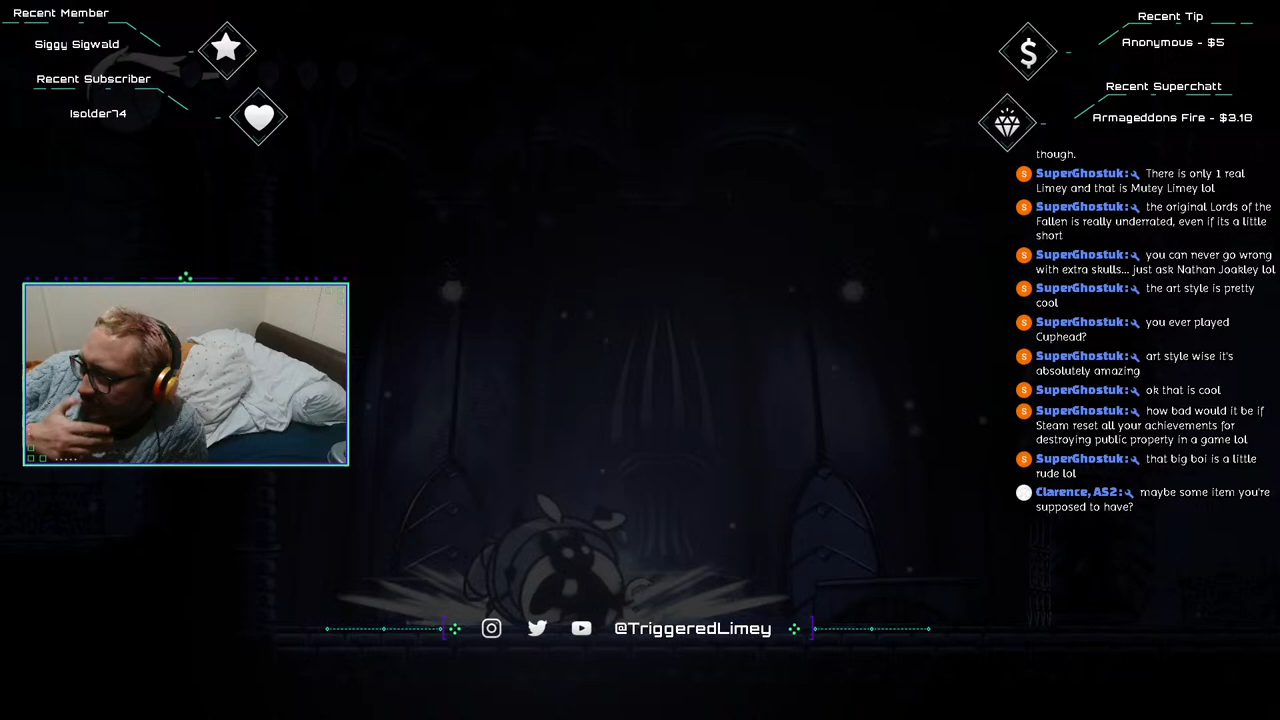 Recent Member
Siggy Sigwald
Recent Subscriber
Isolder74
Recent Tip
Anonymous - $5
Recent Superchatt
Armageddons Fire - $3.18
though.
SuperGhostuk: There is only 1 real
Limey and that is Mutey Limey lol
SuperGhostuk: the original Lords of the
Fallen is really underrated, even if its a little
short
SuperGhostuk: you can never go wrong
with extra skulls... just ask Nathan Joakley lol
SuperGhostuk: the art style is pretty
cool
SuperGhostuk: you ever played
Cuphead?
SuperGhostuk: art style wise it's
absolutely amazing
SuperGhostuk: ok that is cool
SuperGhostuk: how bad would it be if
Steam reset all your achievements for
destroying public property in a game lol
SuperGhostuk: that big boi is a little
rude lol
Clarence, AS2: maybe some item you're
supposed to have?
@TriggeredLimey